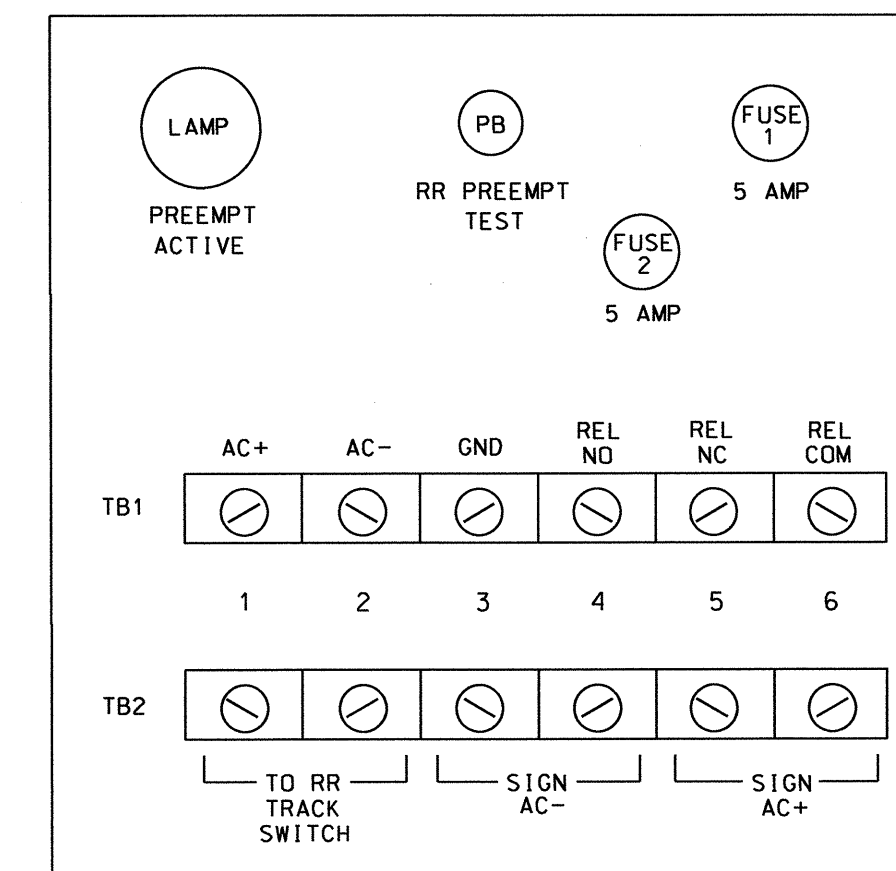 LAMP
PREEMPT
ACTIVE
PB
RR PREEMPT
TEST
FUSE
1
5 AMP
FUSE
2
5 AMP
AC+ AC- GND REL NO REL NC REL COM
TB1
1 2 3 4 5 6
TB2
TO RR
TRACK
SWITCH
SIGN
AC-
SIGN
AC+